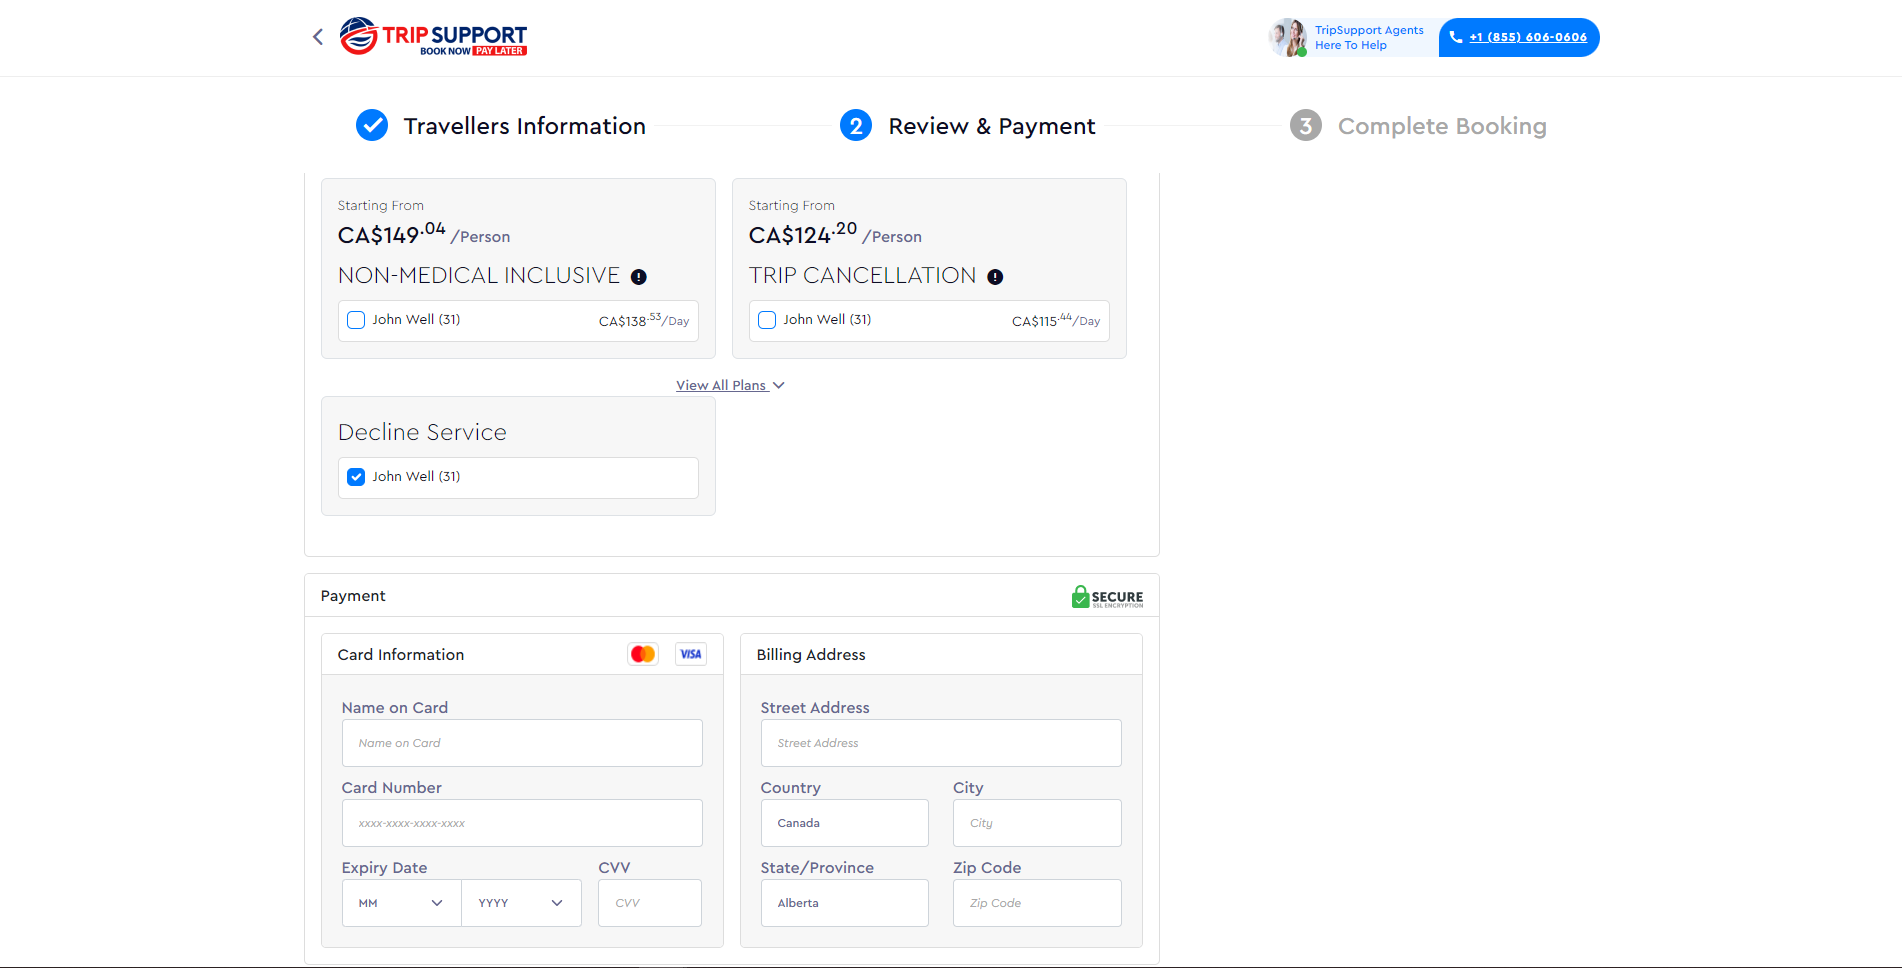 TRIP SUPPORT
BOOK NOW PAY LATER
TripSupport Agents
Here To Help
+1 (855) 606-0606
Travellers Information
2 Review & Payment
3 Complete Booking
Starting From
CA$149.04 /Person
NON-MEDICAL INCLUSIVE
John Well (31) CA$138.53/Day
Starting From
CA$124.20 /Person
TRIP CANCELLATION
John Well (31) CA$115.44/Day
View All Plans
Decline Service
John Well (31)
Payment
SECURE
SSL ENCRYPTION
Card Information
VISA
Name on Card
Name on Card
Card Number
xxxx-xxxx-xxxx-xxxx
Expiry Date
MM
YYYY
CVV
CVV
Billing Address
Street Address
Street Address
Country
Canada
City
City
State/Province
Alberta
Zip Code
Zip Code